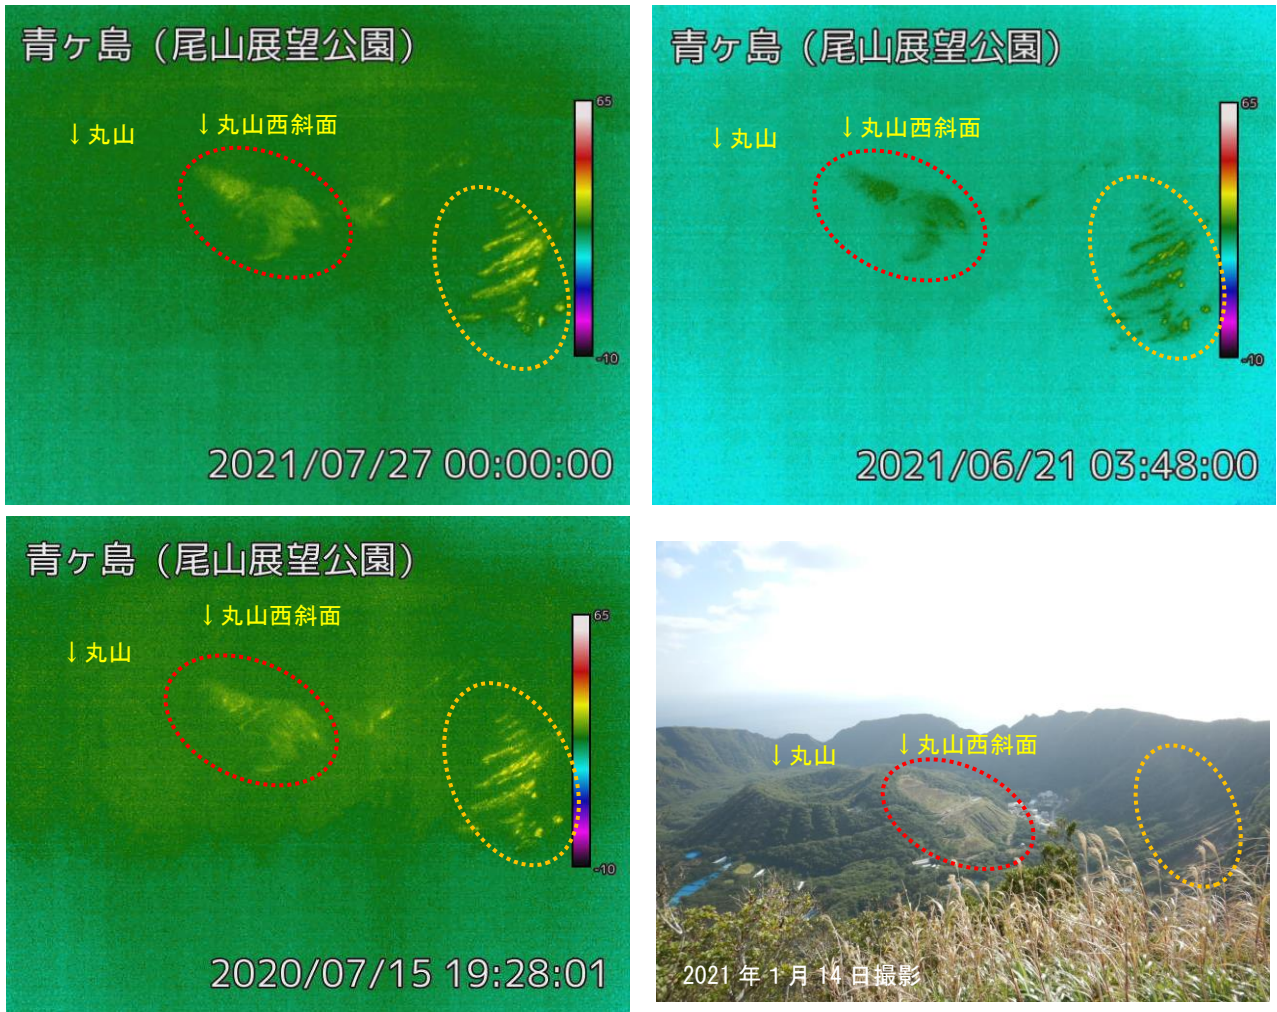 青ヶ島（尾山展望公園）
65
↓丸山西斜面
↓丸山
-10
2021/07/27 00:00:00
青ヶ島（尾山展望公園）
65
↓丸山西斜面
↓丸山
-10
2021/06/21 03:48:00
青ヶ島（尾山展望公園）
65
↓丸山西斜面
↓丸山
-10
2020/07/15 19:28:01
↓丸山西斜面
↓丸山
2021年1月14日撮影